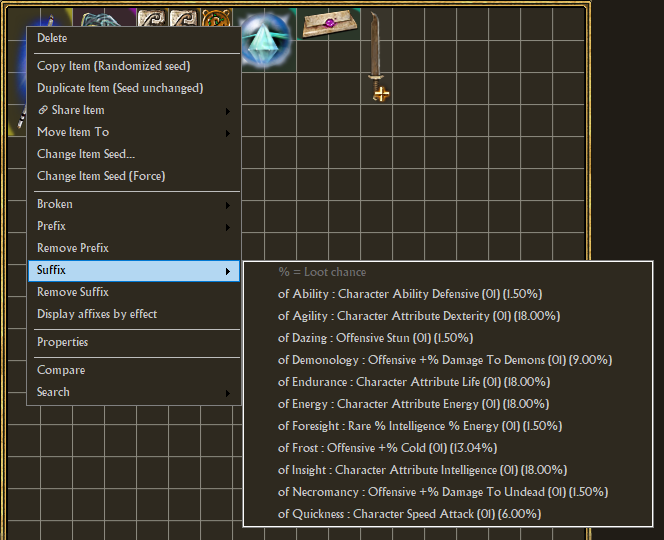 Delete
Copy Item (Randomized seed)
Duplicate Item (Seed unchanged)
Share Item
Move Item To
Change Item Seed...
Change Item Seed (Force)
Broken
Prefix
Remove Prefix
Suffix
Remove Suffix
Display affixes by effect
Properties
Compare
Search
% = Loot chance
of Ability : Character Ability Defensive (01) (1.50%)
of Agility : Character Attribute Dexterity (01) (18.00%)
of Dazing : Offensive Stun (01) (1.50%)
of Demonology : Offensive +% Damage To Demons (01) (9.00%)
of Endurance : Character Attribute Life (01) (18.00%)
of Energy : Character Attribute Energy (01) (18.00%)
of Foresight : Rare % Intelligence % Energy (01) (1.50%)
of Frost : Offensive +% Cold (01) (13.04%)
of Insight : Character Attribute Intelligence (01) (18.00%)
of Necromancy : Offensive +% Damage To Undead (01) (1.50%)
of Quickness : Character Speed Attack (01) (6.00%)